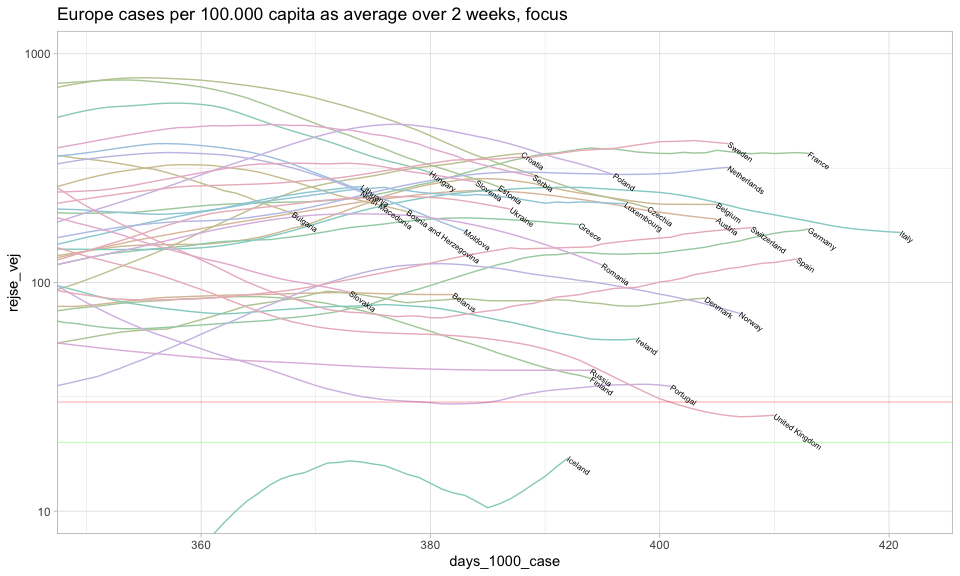 Europe cases per 100.000 capita as average over 2 weeks, focus
rejse_vej
1000
100
10
Sweden
France
Croatia
Netherlands
Hungary
Serbia
Poland
Slovenia
Estonia
North Macedonia
Bulgaria
Bosnia and Herzegovina
Ukraine
Luxembourg
Czechia
Belgium
Austria
Moldova
Greece
Switzerland
Germany
Italy
Romania
Spain
Slovakia
Belarus
Denmark
Norway
Ireland
Russia
Finland
Portugal
United Kingdom
Iceland
360
380
400
420
days_1000_case